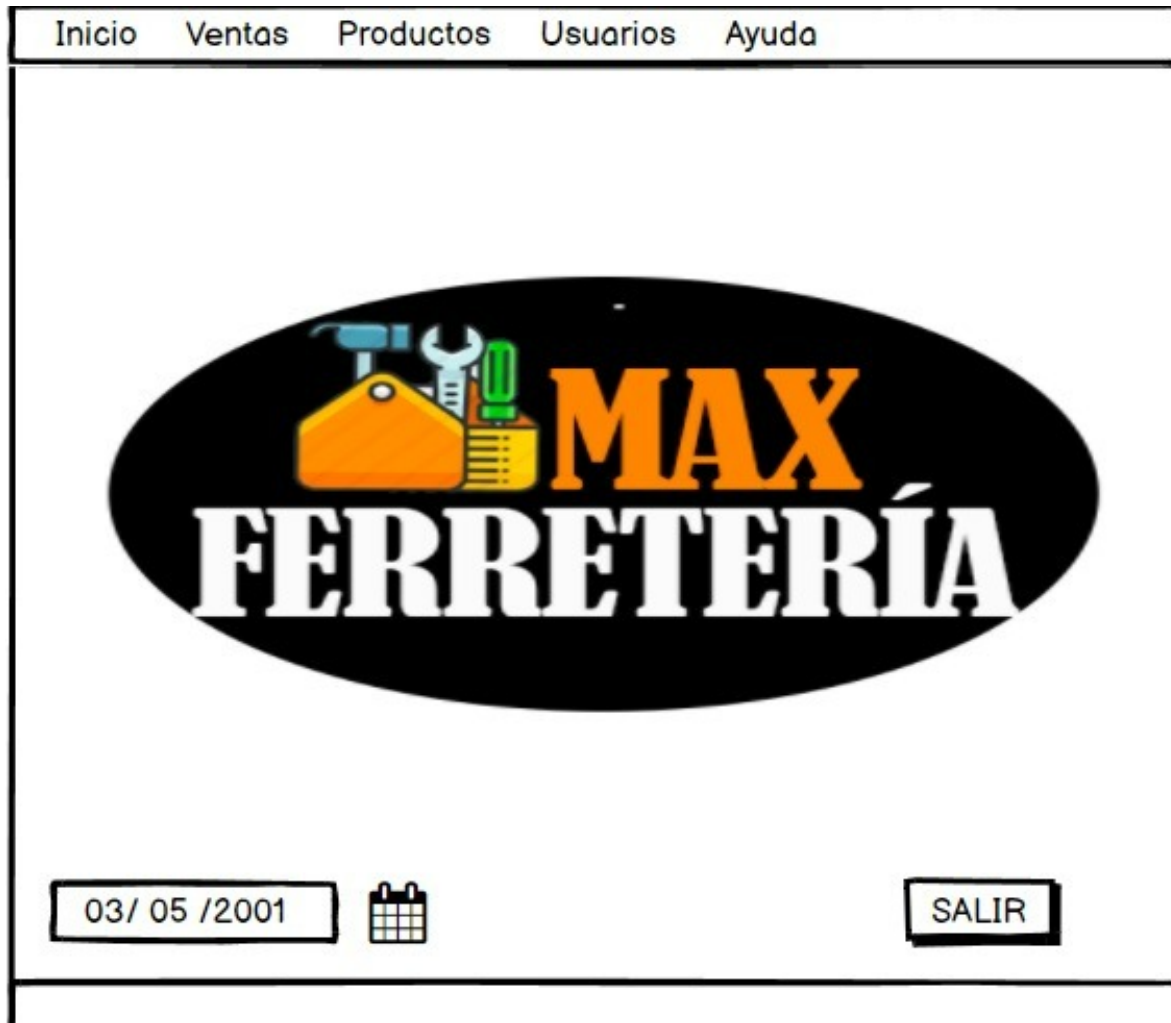 Inicio Ventas Productos Usuarios Ayuda
MAX
FERRETERÍA
03/ 05 /2001
SALIR